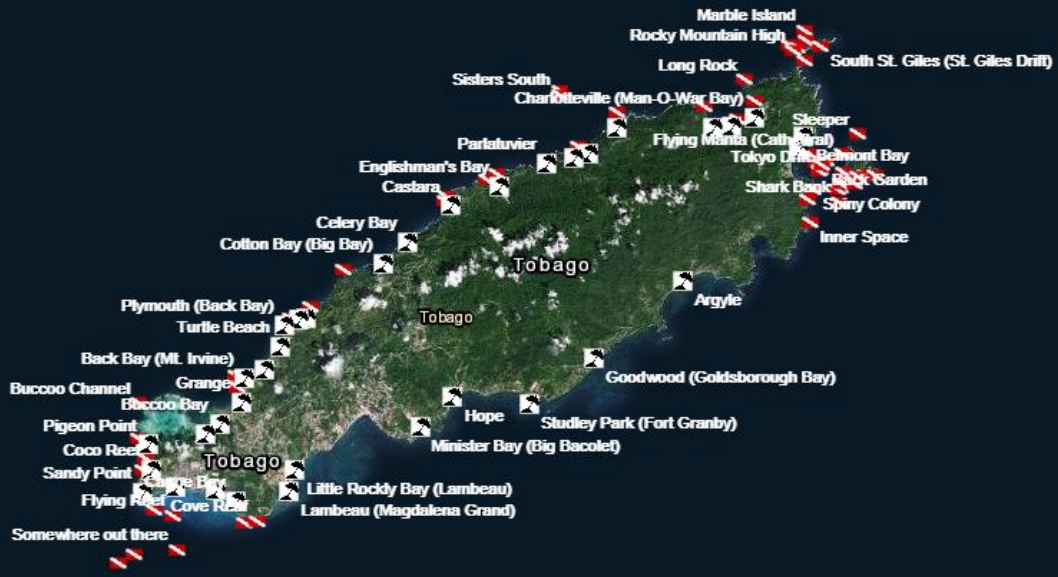 Marble Island
Rocky Mountain High
South St. Giles (St. Giles Drift)
Long Rock
Sisters South
Charlotteville (Man-O-War Bay)
Sleeper
Flying Manta (Cathedral)
Parlatuvier
Tokyo Drift
Belmont Bay
Englishman's Bay
Back Garden
Castara
Shark Bank
Spiny Colony
Celery Bay
Inner Space
Cotton Bay (Big Bay)
Tobago
Argyle
Plymouth (Back Bay)
Tobago
Turtle Beach
Back Bay (Mt. Irvine)
Goodwood (Goldsborough Bay)
Grange
Buccoo Channel
Buccoo Bay
Hope
Studley Park (Fort Granby)
Pigeon Point
Minister Bay (Big Bacolet)
Coco Reef
Tobago
Sandy Point
Canoe Bay
Little Rockly Bay (Lambeau)
Flying Reef
Cove Reef
Lambeau (Magdalena Grand)
Somewhere out there